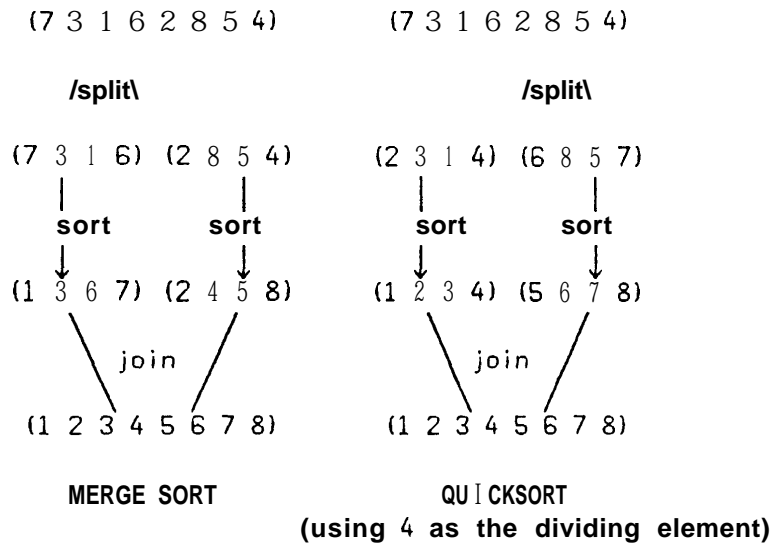 (7 3 1 6 2 8 5 4) (7 3 1 6 2 8 5 4)
/split\ /split\
(7 3 1 6) (2 8 5 4) (2 3 1 4) (6 8 5 7)
sort sort sort sort
(1 3 6 7) (2 4 5 8) (1 2 3 4) (5 6 7 8)
join join
(1 2 3 4 5 6 7 8) (1 2 3 4 5 6 7 8)
MERGE SORT QUICKSORT
(using 4 as the dividing element)